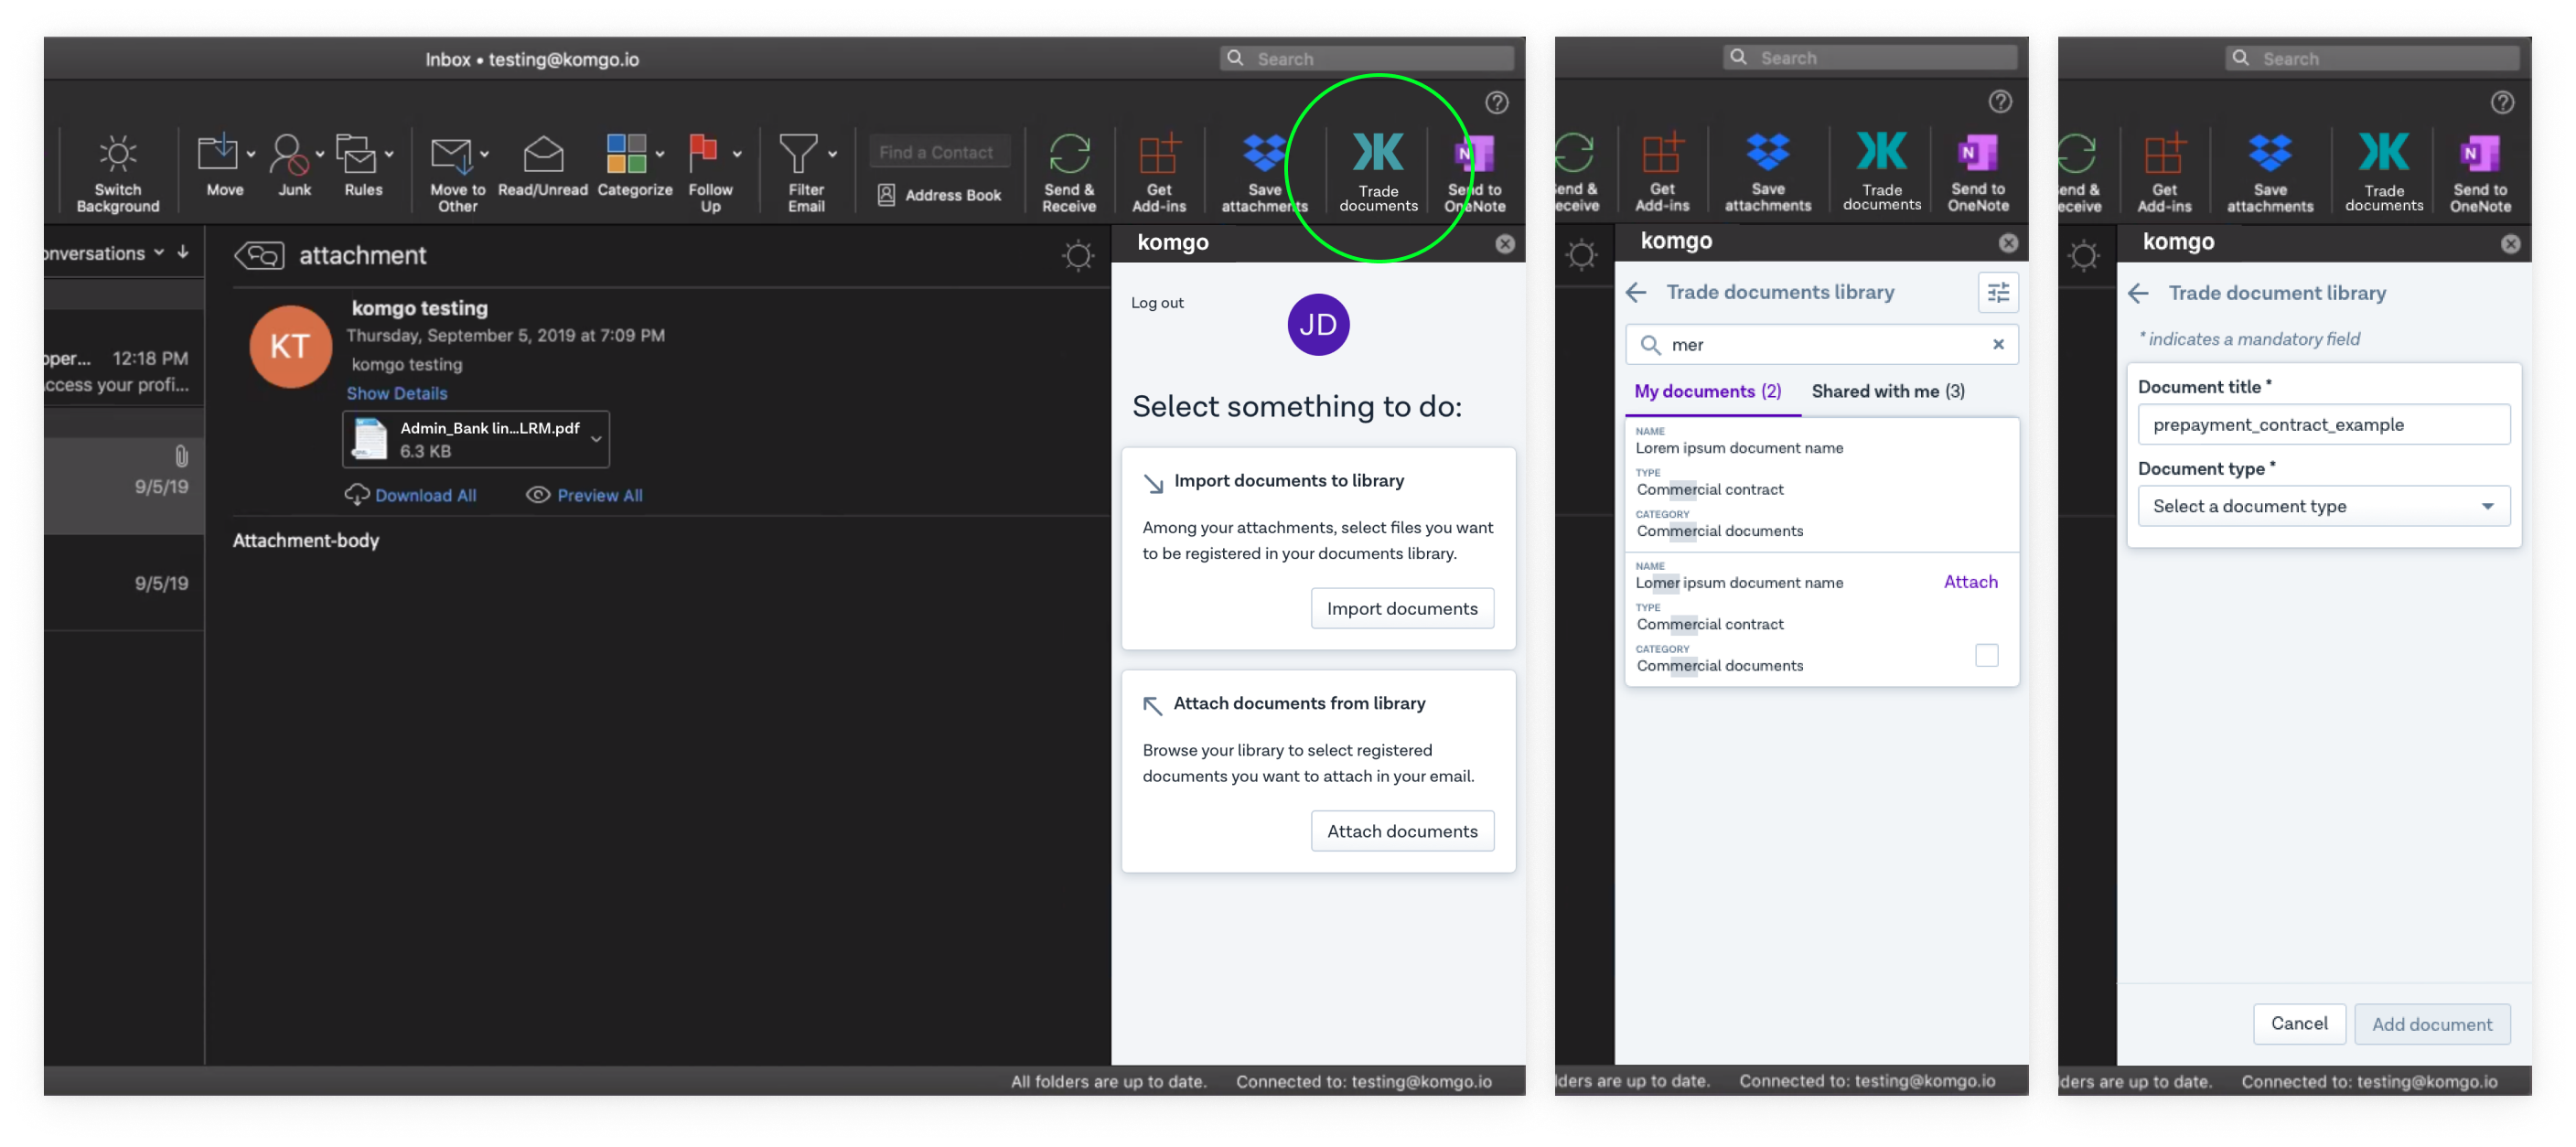 Inbox • testing@komgo.io
Search
Switch Background
Move
Junk
Rules
Move to Other
Read/Unread
Categorize
Follow Up
Filter Email
Find a Contact
Address Book
Send & Receive
Get Add-ins
Save attachments
Trade documents
N
Send to OneNote
onversations
attachment
KT
komgo testing
Thursday, September 5, 2019 at 7:09 PM
komgo testing
Show Details
Admin_Bank lin...LRM.pdf
6.3 KB
Download All
Preview All
Attachment-body
oper... 12:18 PM
ccess your profi...
9/5/19
9/5/19
komgo
Log out
JD
Select something to do:
Import documents to library
Among your attachments, select files you want
to be registered in your documents library.
Import documents
Attach documents from library
Browse your library to select registered
documents you want to attach in your email.
Attach documents
All folders are up to date.
Connected to: testing@komgo.io
Search
end & eceive
Get Add-ins
Save attachments
Trade documents
N
Send to OneNote
komgo
Trade documents library
mer
My documents (2)
Shared with me (3)
NAME
Lorem ipsum document name
TYPE
Commercial contract
CATEGORY
Commercial documents
NAME
Lomer ipsum document name
Attach
TYPE
Commercial contract
CATEGORY
Commercial documents
lders are up to date.
Connected to: testing@komgo.io
Search
end & eceive
Get Add-ins
Save attachments
Trade documents
N
Send to OneNote
komgo
Trade document library
* indicates a mandatory field
Document title *
prepayment_contract_example
Document type *
Select a document type
Cancel
Add document
lders are up to date.
Connected to: testing@komgo.io